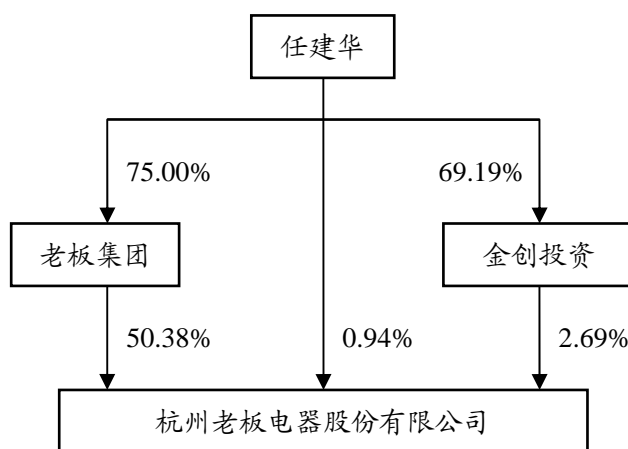 任建华
75.00%
69.19%
老板集团
金创投资
50.38%
0.94%
2.69%
杭州老板电器股份有限公司